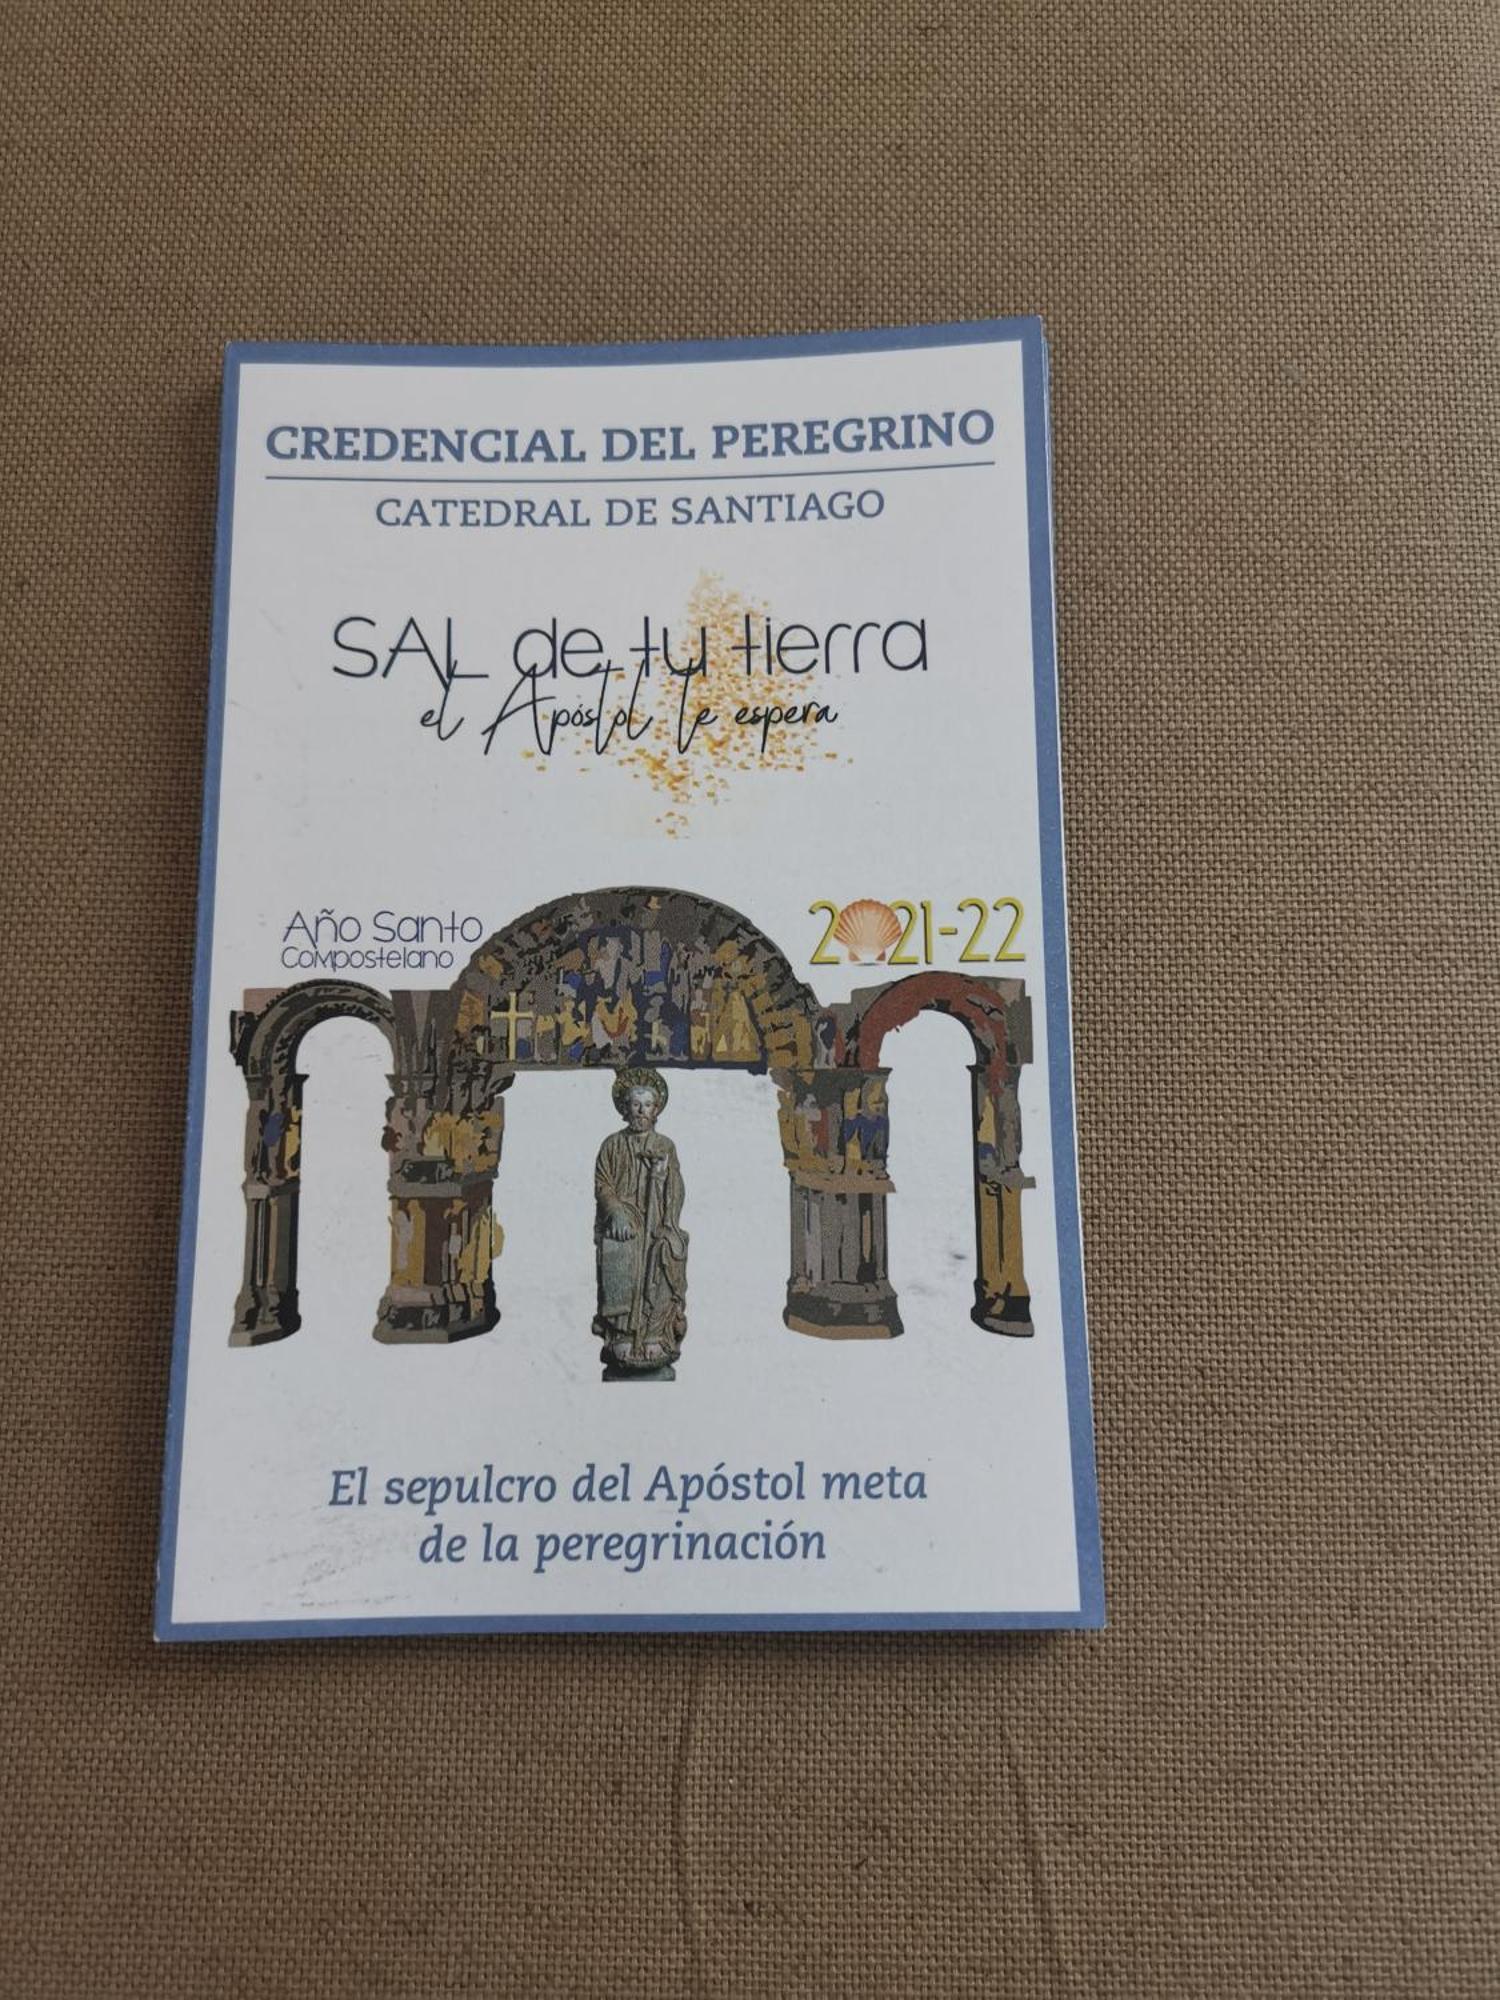 CREDENCIAL DEL PEREGRINO
CATEDRAL DE SANTIAGO
SAL de tu tierra
el Apóstol te espera
Año Santo
Compostelano
2021-22
El sepulcro del Apóstol meta
de la peregrinación